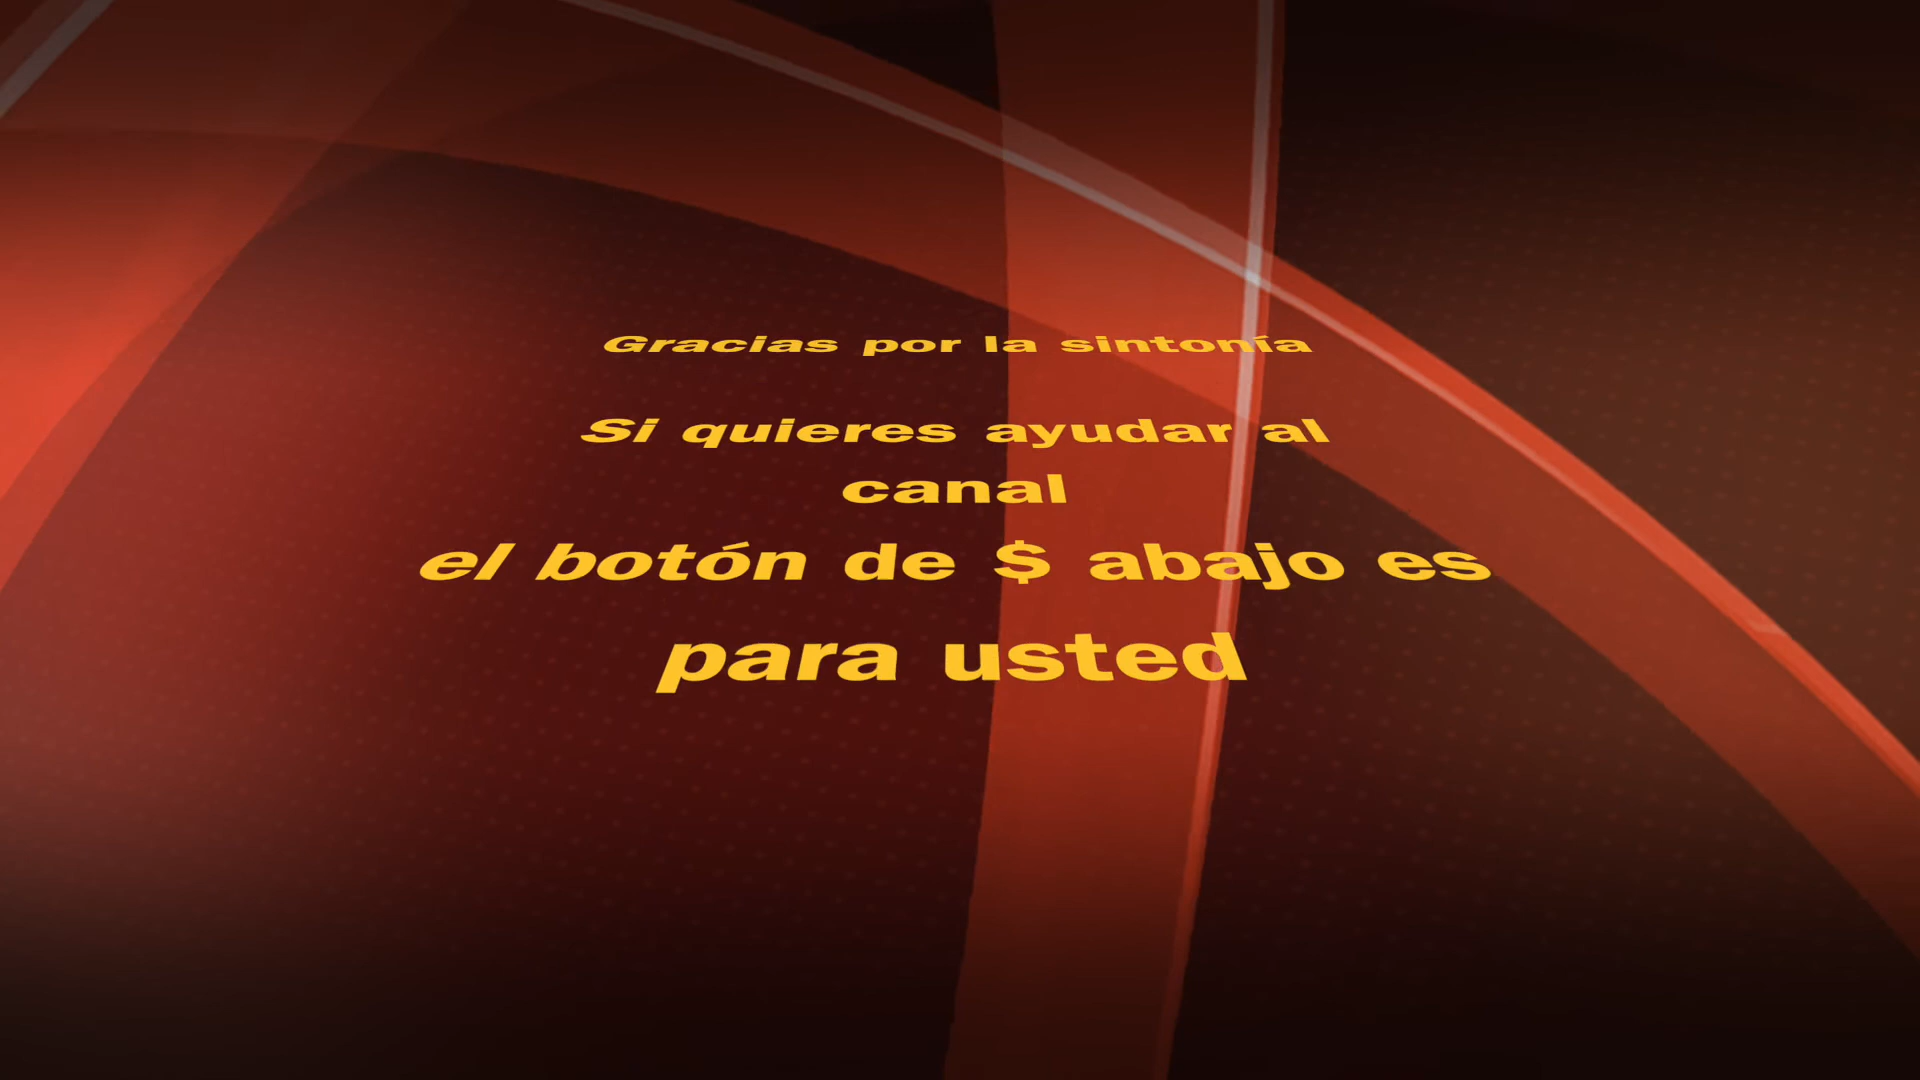 Gracias por la sintonía
Si quieres ayudar al
canal
el botón de $ abajo es
para usted